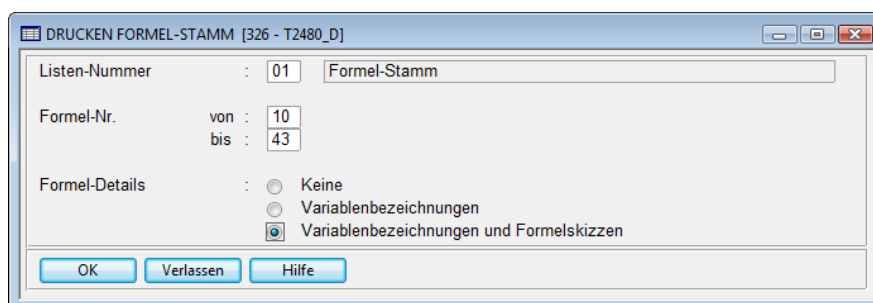 DRUCKEN FORMEL-STAMM [326 - T2480_D]
Listen-Nummer : 01 Formel-Stamm
Formel-Nr. von : 10
bis : 43
Formel-Details : Keine
Variablenbezeichnungen
Variablenbezeichnungen und Formelskizzen
OK Verlassen Hilfe